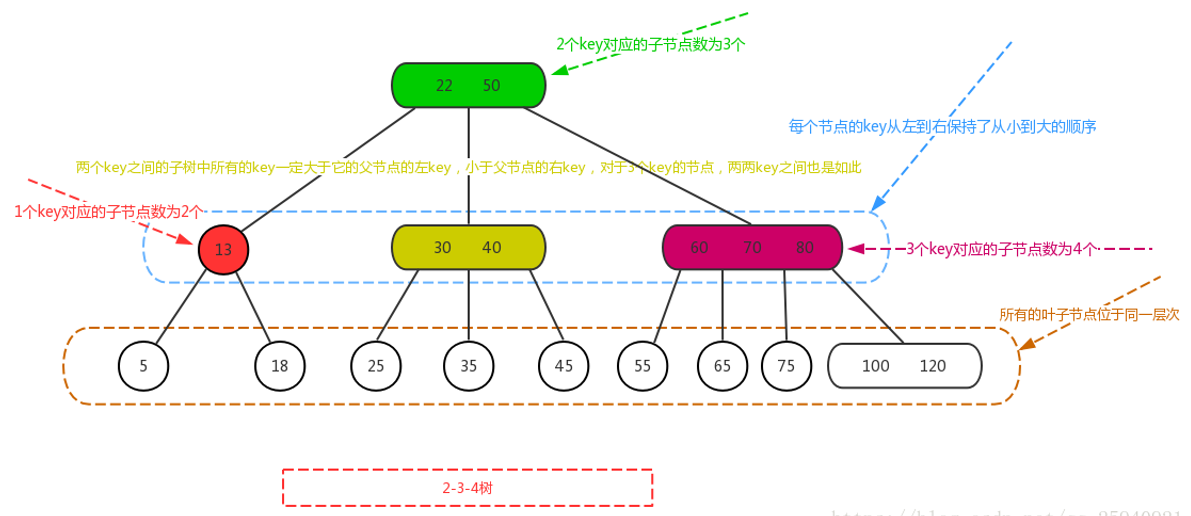 2个key对应的子节点数为3个
22 50
每个节点的key从左到右保持了从小到大的顺序
两个key之间的子树中所有的key一定大于它的父节点的左key，小于父节点的右key，对于3个key的节点，两两key之间也是如此
1个key对应的子节点数为2个
13
30 40
60 70 80
3个key对应的子节点数为4个
所有的叶子节点位于同一层次
5
18
25
35
45
55
65
75
100 120
2-3-4树